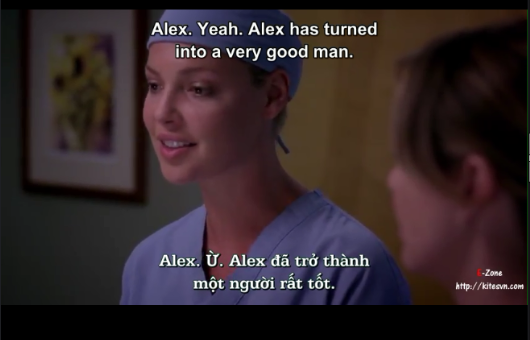 Alex. Yeah. Alex has turned
into a very good man.
Alex. Ừ. Alex đã trở thành
một người rất tốt.
-Zone
http://kitesvn.com